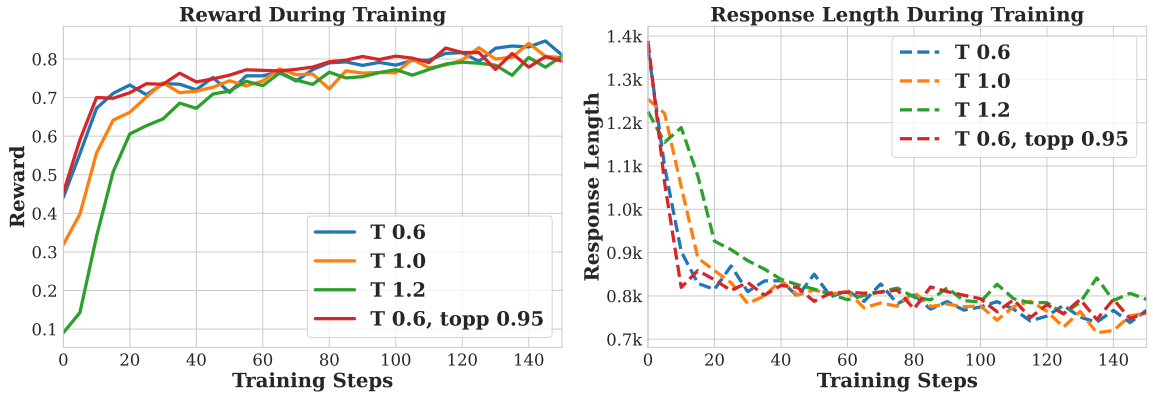 Reward During Training
0.8
0.7
0.6
0.5
0.4
0.3
0.2
0.1
Reward
T 0.6
T 1.0
T 1.2
T 0.6, topp 0.95
0 20 40 60 80 100 120 140
Training Steps
Response Length During Training
1.4k
1.3k
1.2k
1.1k
1.0k
0.9k
0.8k
0.7k
Response Length
T 0.6
T 1.0
T 1.2
T 0.6, topp 0.95
0 20 40 60 80 100 120 140
Training Steps